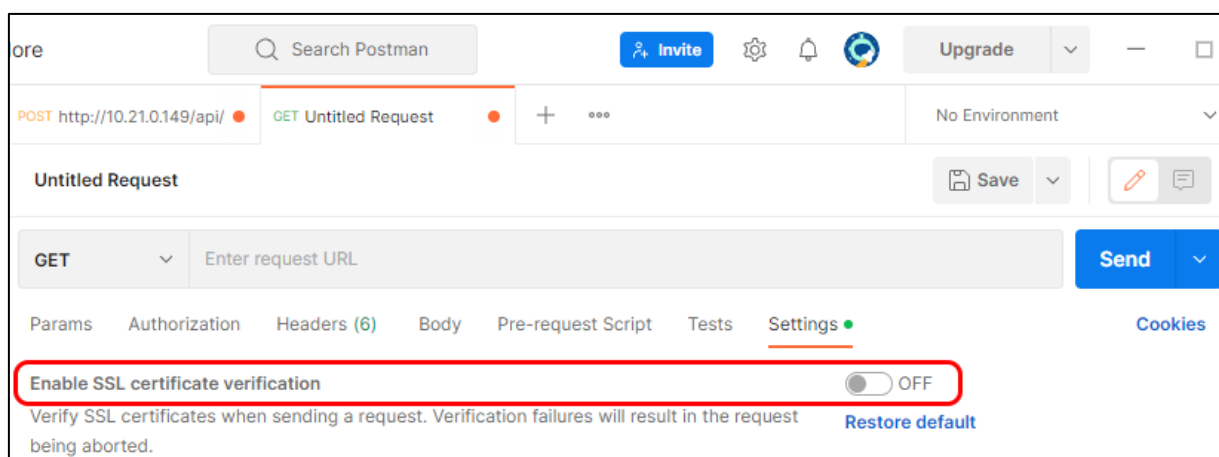 lore
Search Postman
Invite
Upgrade
POST http://10.21.0.149/api/
GET Untitled Request
No Environment
Untitled Request
Save
GET
Enter request URL
Send
Params Authorization Headers (6) Body Pre-request Script Tests Settings Cookies
Enable SSL certificate verification
OFF
Verify SSL certificates when sending a request. Verification failures will result in the request
being aborted.
Restore default